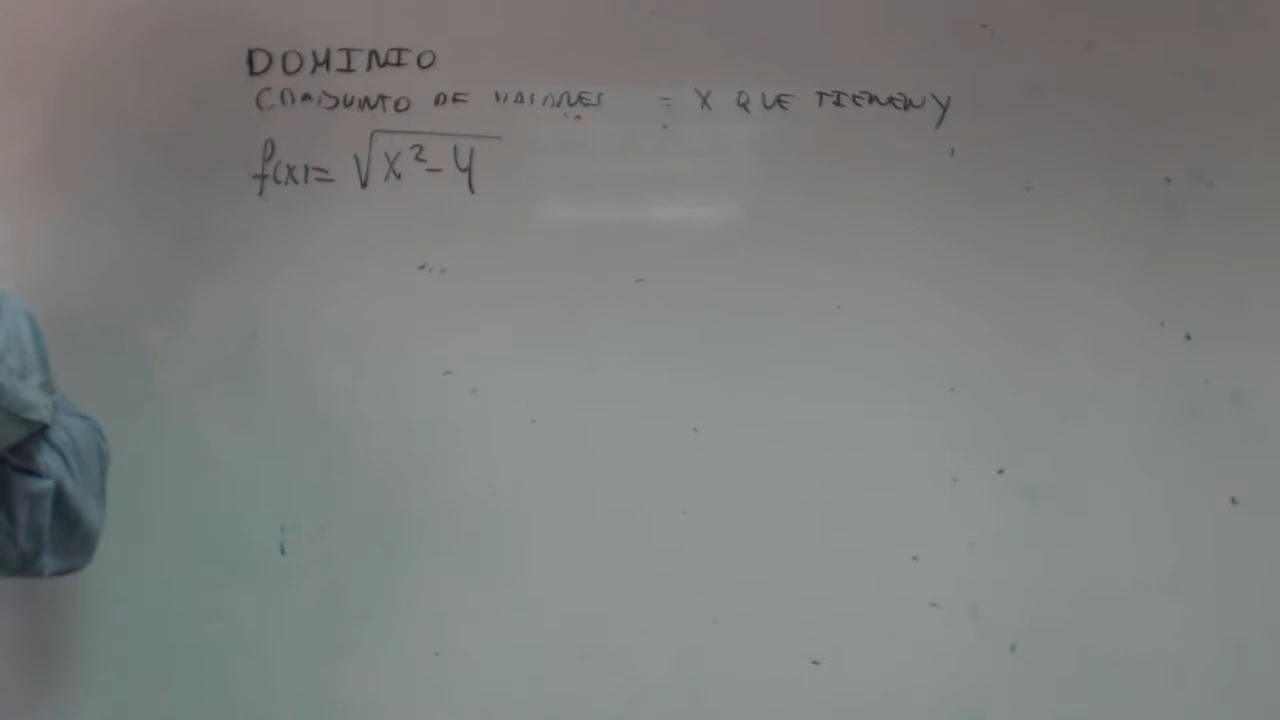 DOMINIO
CONJUNTO DE VALORES = X QUE TIENEN Y
f(x)= √x²-4